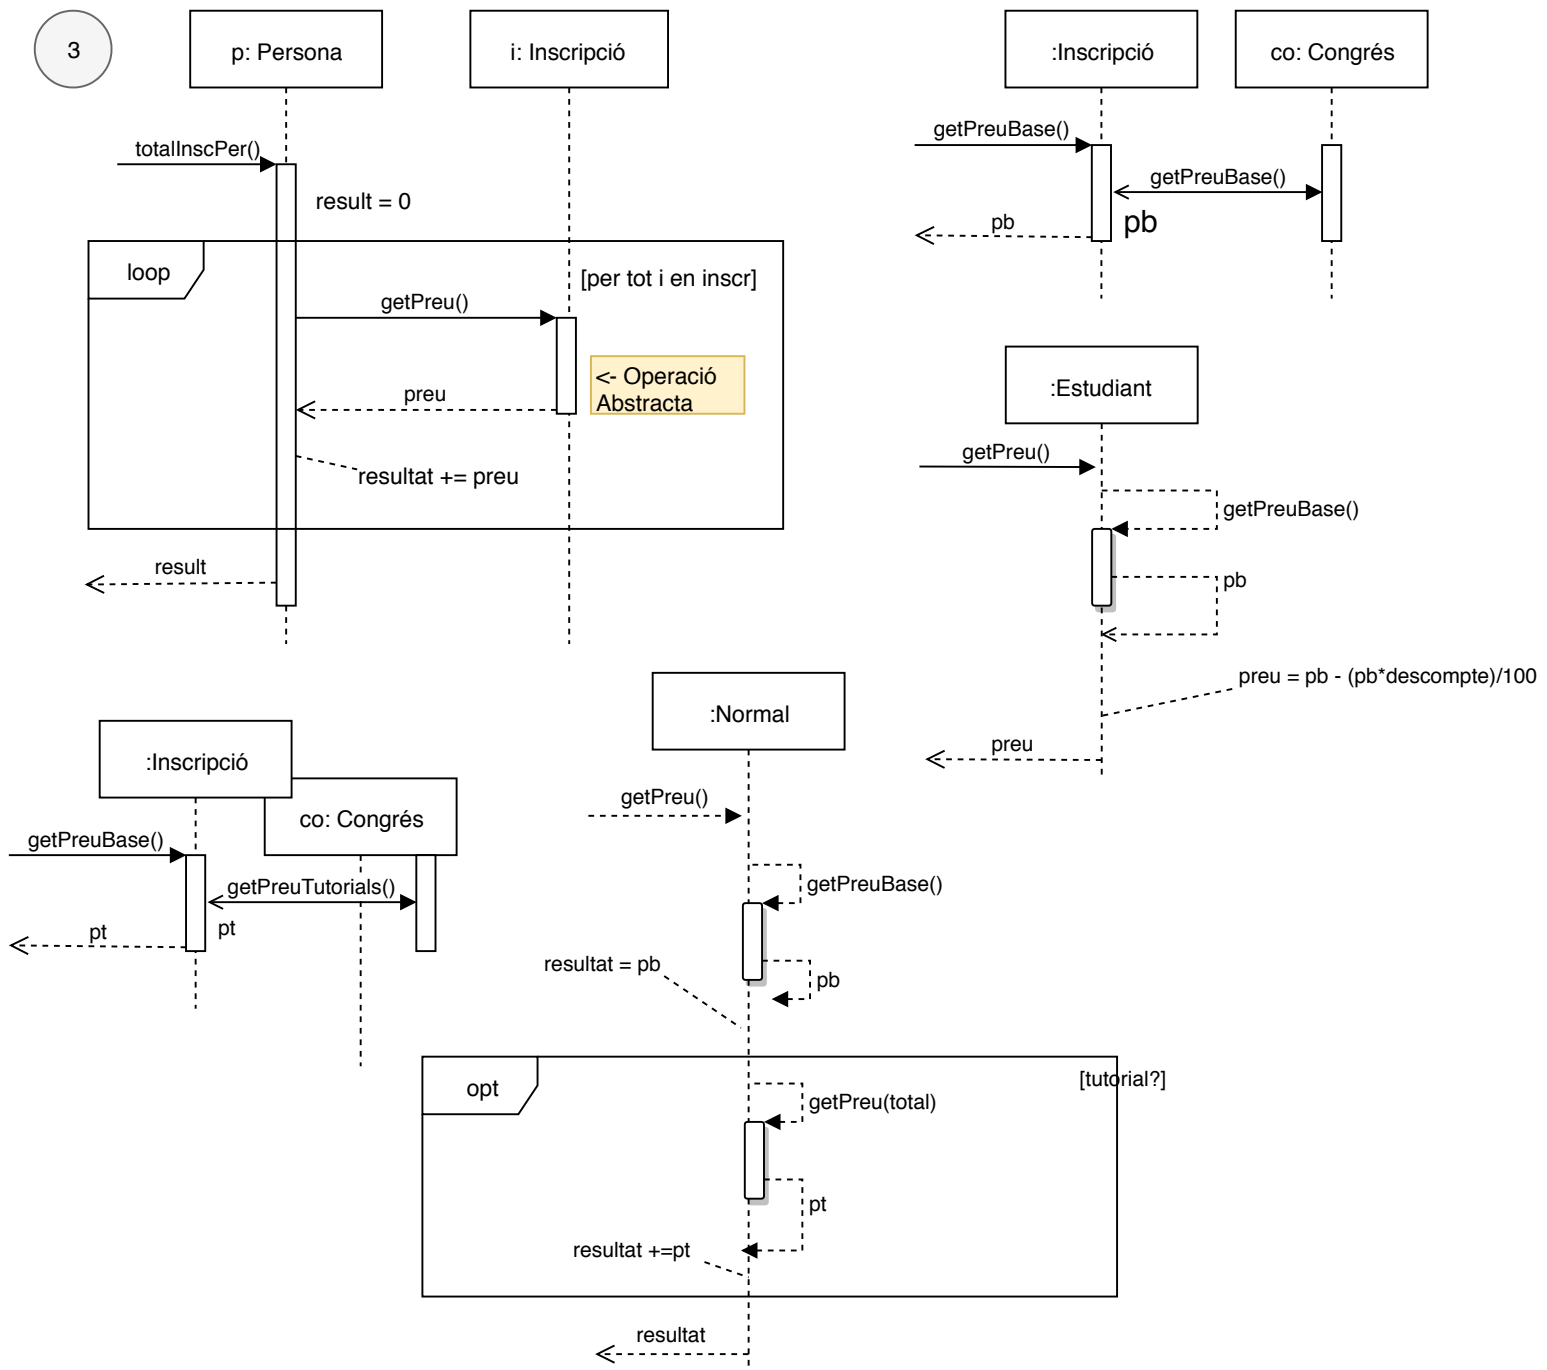 3
p: Persona
i: Inscripció
totalInscPer()
result = 0
loop
[per tot i en inscr]
getPreu()
<- Operació
Abstracta
preu
resultat += preu
result
:Inscripció
co: Congrés
getPreuBase()
getPreuBase()
pb
pb
:Estudiant
getPreu()
getPreuBase()
pb
preu = pb - (pb*descompte)/100
preu
:Inscripció
co: Congrés
getPreuBase()
getPreuTutorials()
pt
pt
:Normal
getPreu()
getPreuBase()
resultat = pb
pb
opt
[tutorial?]
getPreu(total)
pt
resultat +=pt
resultat